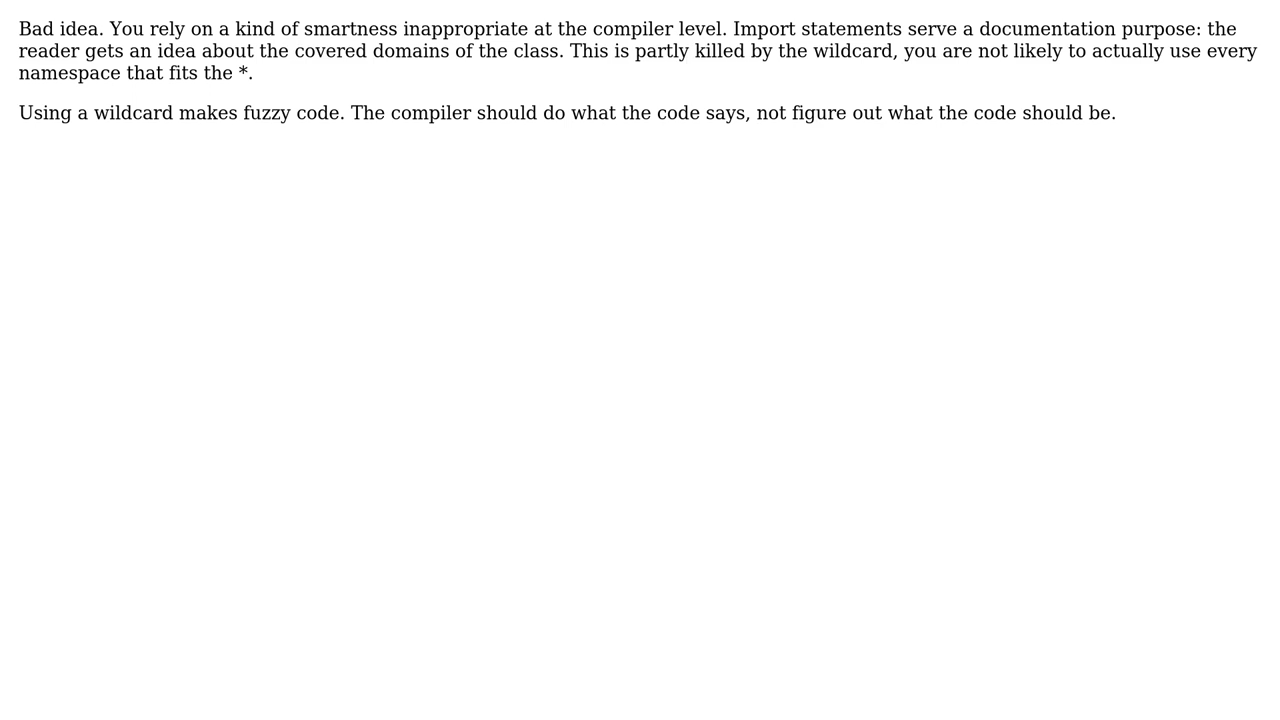 Bad idea. You rely on a kind of smartness inappropriate at the compiler level. Import statements serve a documentation purpose: the
reader gets an idea about the covered domains of the class. This is partly killed by the wildcard, you are not likely to actually use every
namespace that fits the *.
Using a wildcard makes fuzzy code. The compiler should do what the code says, not figure out what the code should be.